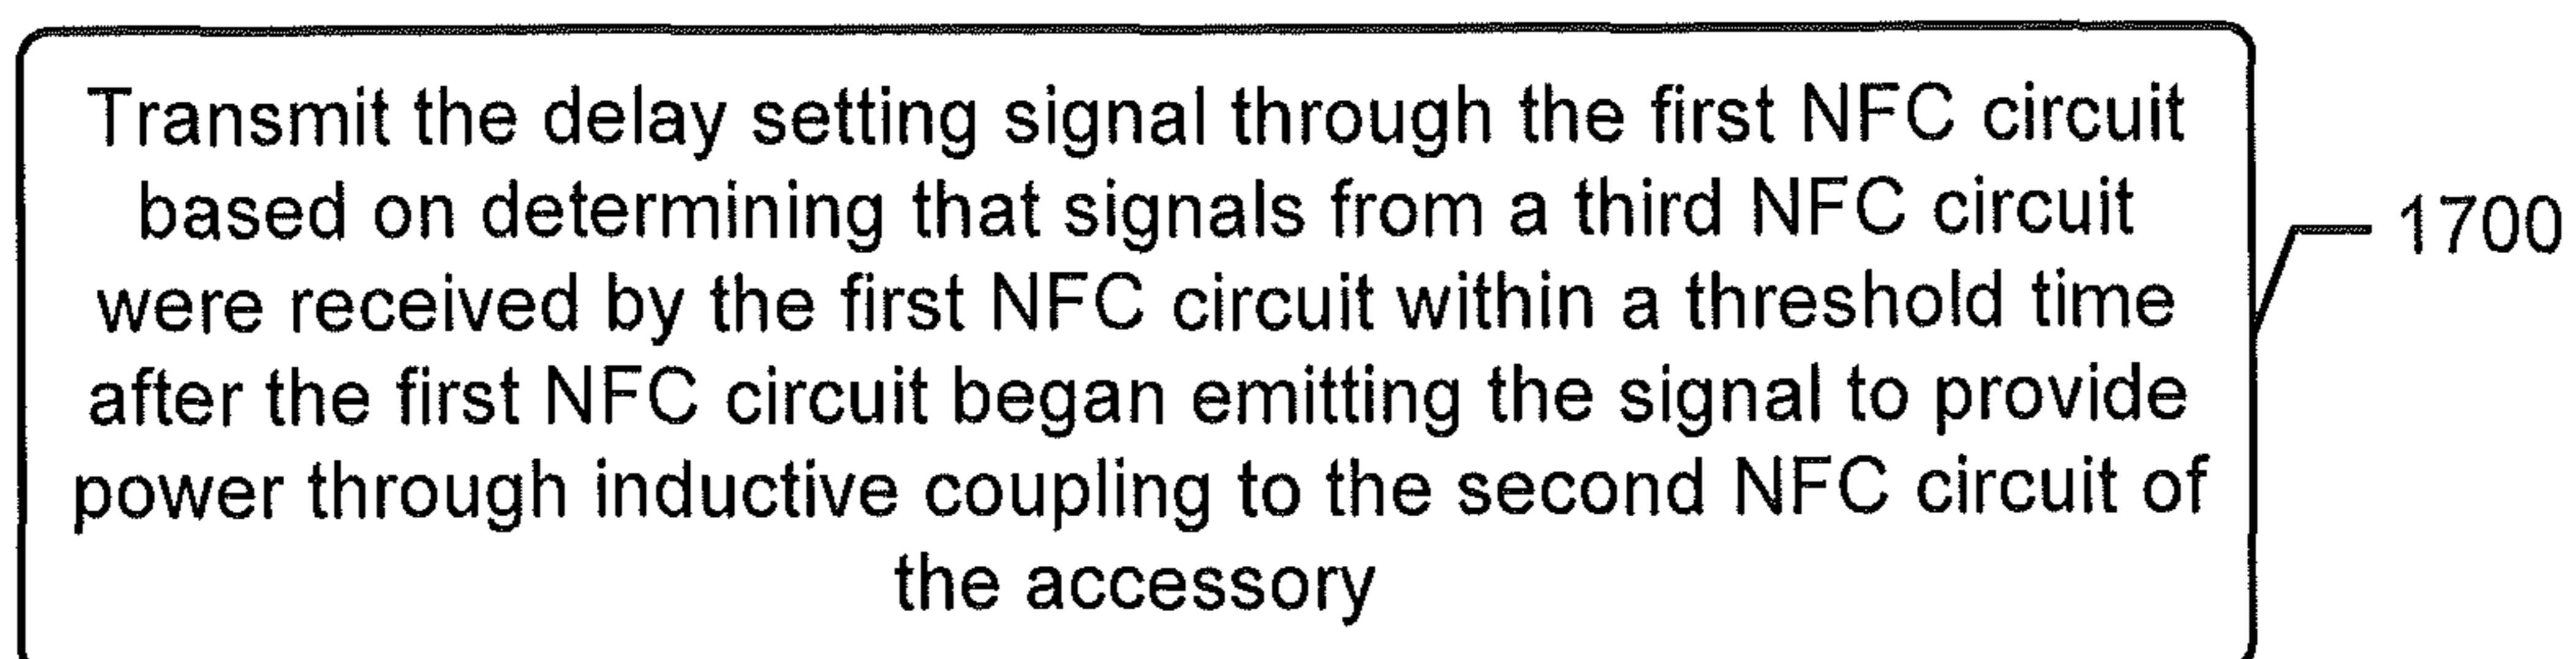 Transmit the delay setting signal through the first NFC circuit
based on determining that signals from a third NFC circuit
were received by the first NFC circuit within a threshold time
after the first NFC circuit began emitting the signal to provide
power through inductive coupling to the second NFC circuit of
the accessory
1700